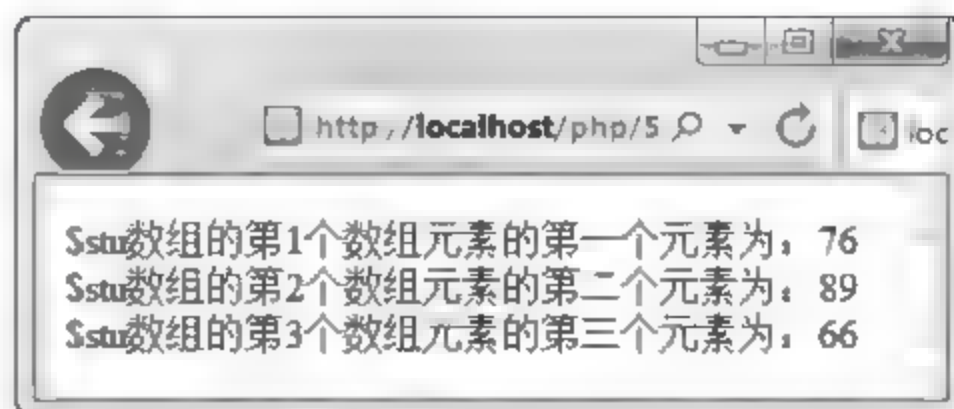 http://localhost/php/5
loc
$stu数组的第1个数组元素的第一个元素为：76
$stu数组的第2个数组元素的第二个元素为：89
$stu数组的第3个数组元素的第三个元素为：66